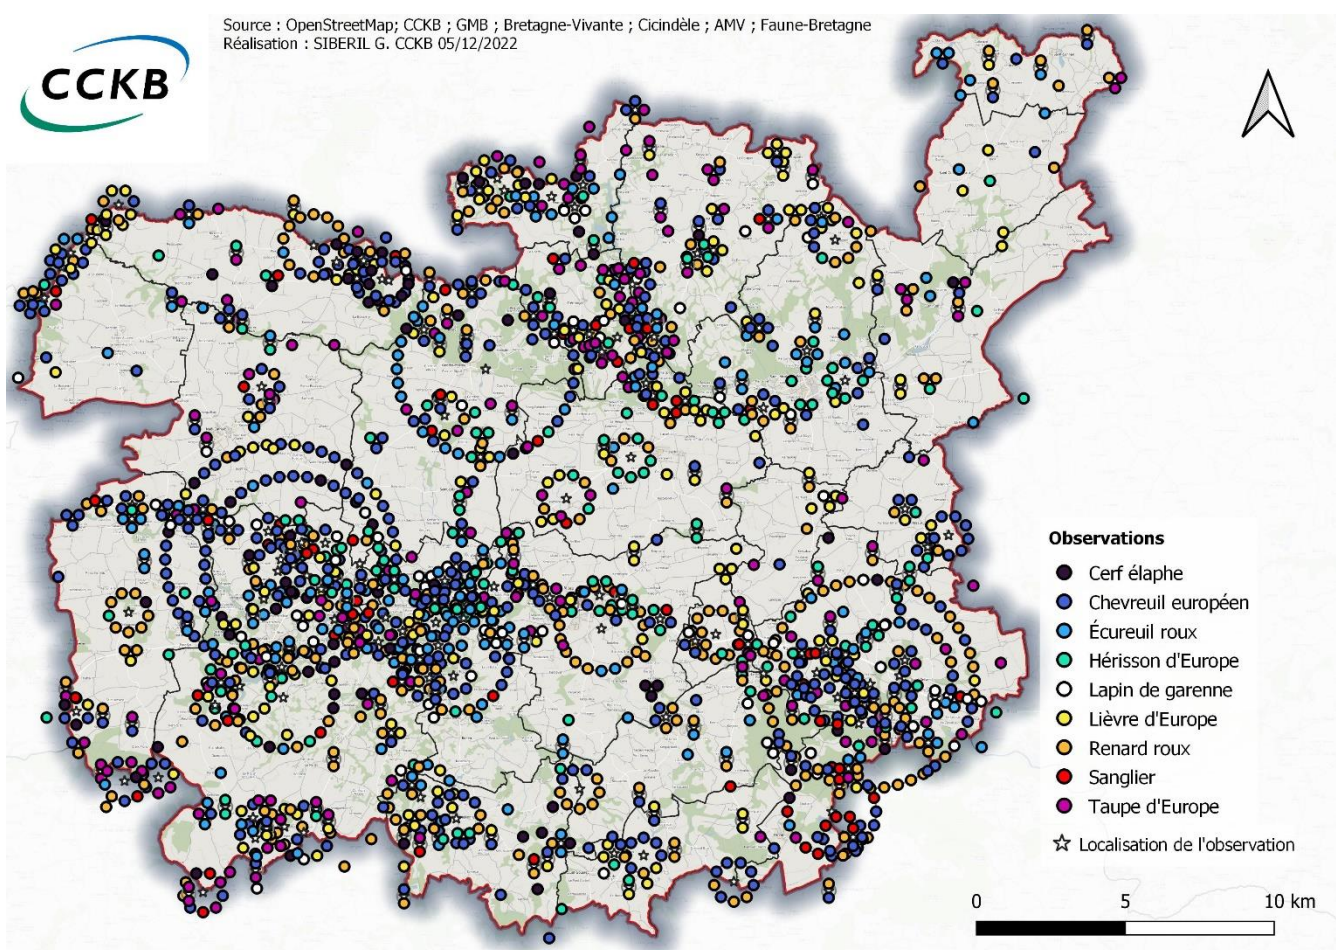 Source : OpenStreetMap; CCKB ; GMB ; Bretagne-Vivante ; Cicindèle ; AMV ; Faune-Bretagne
Réalisation : SIBERIL G. CCKB 05/12/2022
CCKB
Observations
Cerf élaphe
Chevreuil européen
Écureuil roux
Hérisson d'Europe
Lapin de garenne
Lièvre d'Europe
Renard roux
Sanglier
Taupe d'Europe
Localisation de l'observation
0 5 10 km